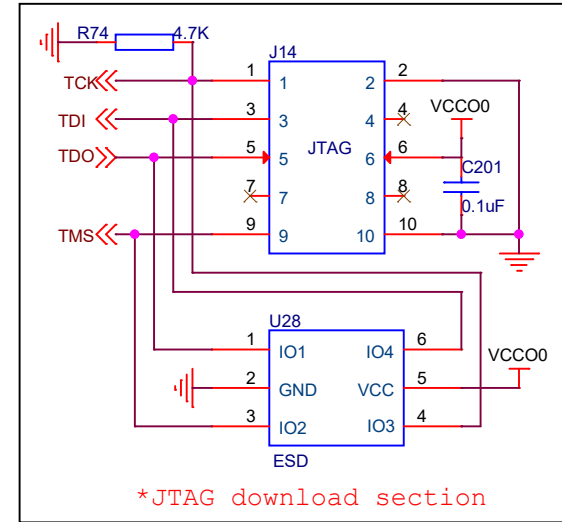 R74 4.7K
J14
TCK 1 1 2 2
TDI 3 3 4 4 VCCO0
TDO 5 5 JTAG 6 6
C201
7 7 8 8 0.1uF
TMS 9 9 10 10
U28
1 IO1 IO4 6 VCCO0
2 GND VCC 5
3 IO2 IO3 4
ESD
*JTAG download section